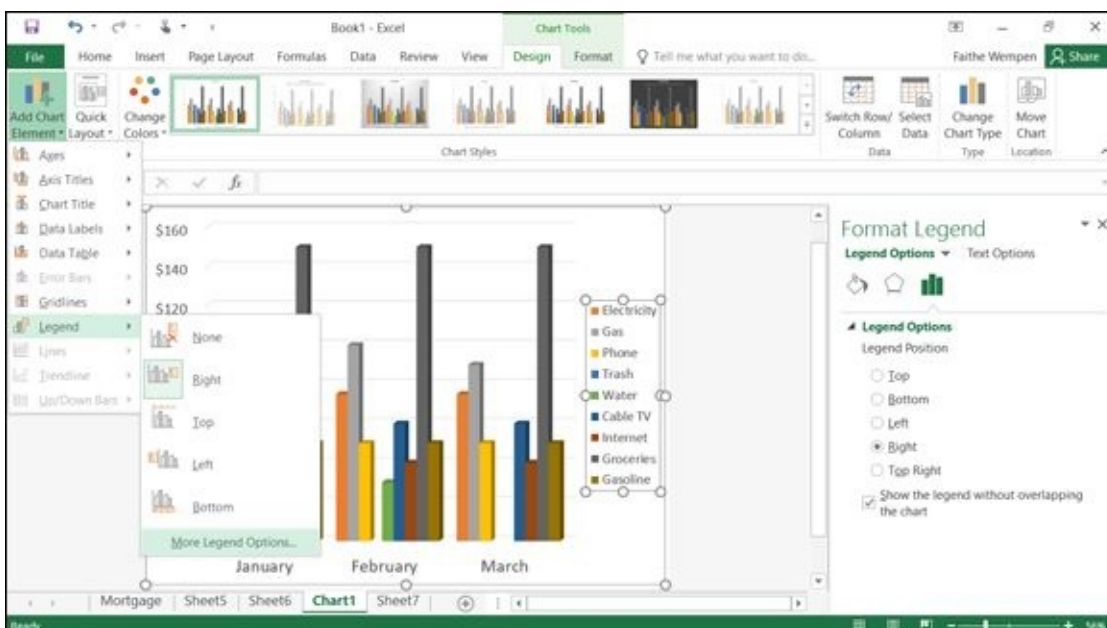 Book1 - Excel
Chart Tools
File Home Insert Page Layout Formulas Data Review View Design Format Tell me what you want to do... Faithe Wempen Share
Add Chart Element Quick Layout Change Colors Switch Row/ Column Select Data Change Chart Type Move Chart
Chart Styles Data Type Location
fx
Axes
Axis Titles
Chart Title
Data Labels
Data Table
Error Bars
Gridlines
Legend
Lines
Trendline
Up/Down Bars
None
Right
Top
Left
Bottom
More Legend Options...
$160
$140
$120
January February March
Electricity
Gas
Phone
Trash
Water
Cable TV
Internet
Groceries
Gasoline
Format Legend
Legend Options Text Options
Legend Options
Legend Position
Top
Bottom
Left
Right
Top Right
Show the legend without overlapping
the chart
Mortgage Sheet5 Sheet6 Chart1 Sheet7
Ready 56%